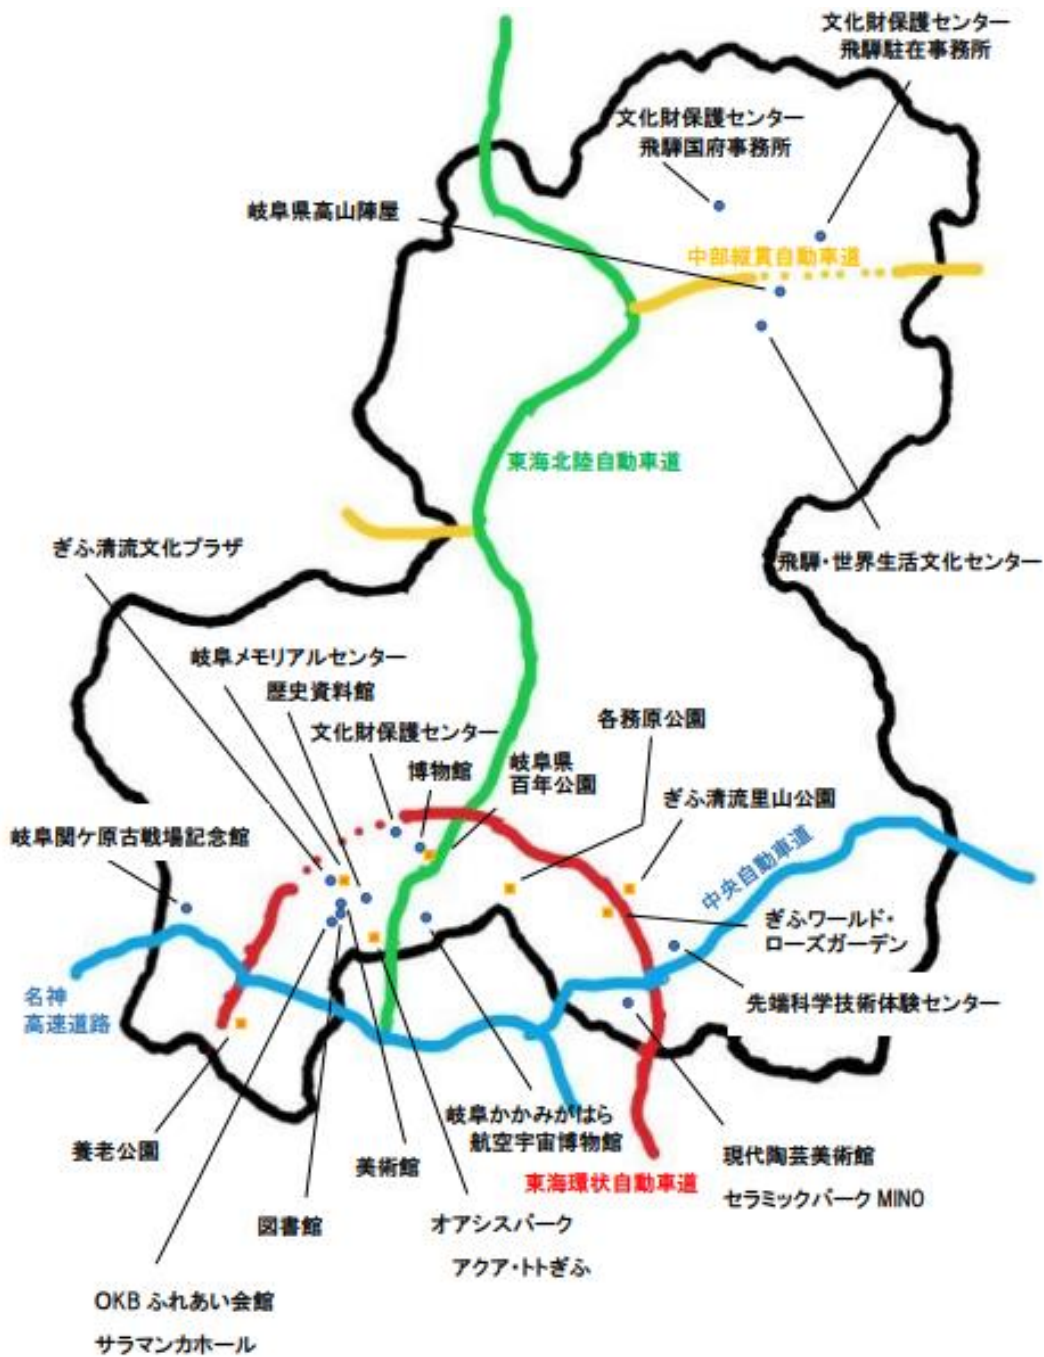 文化財保護センター
飛騨駐在事務所
文化財保護センター
飛騨国府事務所
岐阜県高山陣屋
中部縦貫自動車道
東海北陸自動車道
ぎふ清流文化プラザ
飛騨・世界生活文化センター
岐阜メモリアルセンター
歴史資料館
文化財保護センター
博物館
岐阜県
百年公園
各務原公園
ぎふ清流里山公園
岐阜関ケ原古戦場記念館
中央自動車道
ぎふワールド・
ローズガーデン
名神
高速道路
先端科学技術体験センター
養老公園
美術館
岐阜かかみがはら
航空宇宙博物館
東海環状自動車道
現代陶芸美術館
セラミックパーク MINO
図書館
オアシスパーク
アクア・トトぎふ
OKB ふれあい会館
サラマンカホール